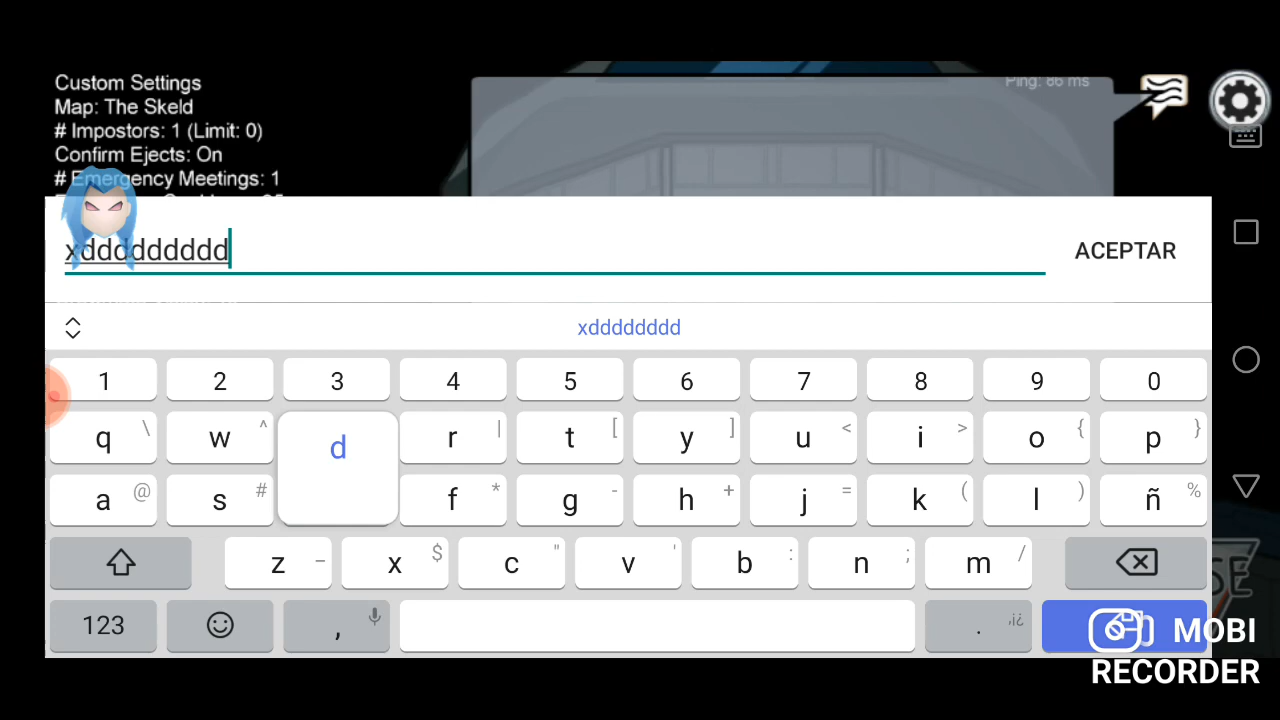 Custom Settings
Map: The Skeld
# Impostors: 1 (Limit: 0)
Confirm Ejects: On
# Emergency Meetings: 1
Ping: 86 ms
xddddddddd
ACEPTAR
xdddddddd
1 2 3 4 5 6 7 8 9 0
q \ w ^ d r | t [ y ] u < i > o { p }
a @ s # f * g - h + j = k ( l ) ñ %
z – x $ c " v ' b : n ; m /
123 , . ,¡¿
MOBI
RECORDER